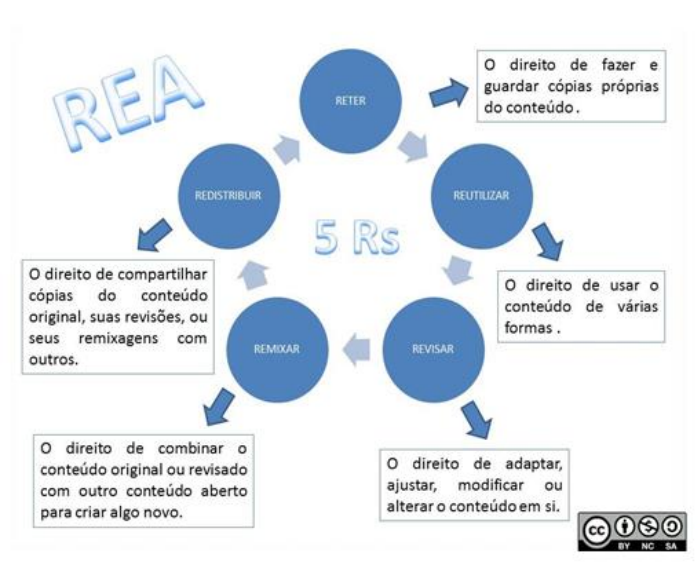 REA
RETER
O direito de fazer e
guardar cópias próprias
do conteúdo .
REDISTRIBUIR
REUTILIZAR
5 Rs
O direito de compartilhar
cópias do conteúdo
original, suas revisões, ou
seus remixagens com
outros.
O direito de usar o
conteúdo de várias
formas .
REMIXAR
REVISAR
O direito de combinar o
conteúdo original ou revisado
com outro conteúdo aberto
para criar algo novo.
O direito de adaptar,
ajustar, modificar ou
alterar o conteúdo em si.
cc
BY NC SA